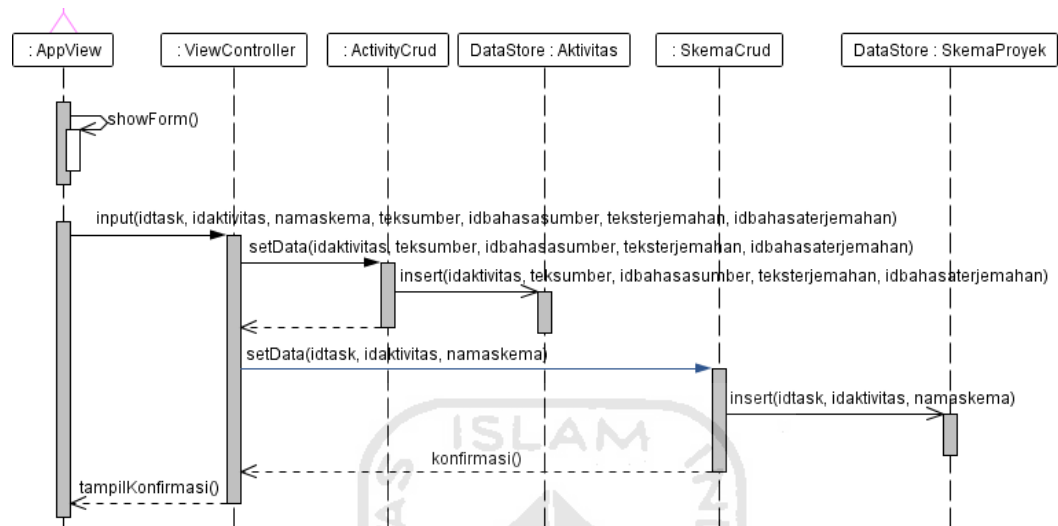 : AppView
: ViewController
: ActivityCrud
DataStore : Aktivitas
: SkemaCrud
DataStore : SkemaProyek
showForm()
input(idtask, idaktivitas, namaskema, teksumber, idbahasasumber, teksterjemahan, idbahasaterjemahan)
setData(idaktivitas, teksumber, idbahasasumber, teksterjemahan, idbahasaterjemahan)
insert(idaktivitas, teksumber, idbahasasumber, teksterjemahan, idbahasaterjemahan)
setData(idtask, idaktivitas, namaskema)
insert(idtask, idaktivitas, namaskema)
ISLAM
konfirmasi()
tampilKonfirmasi()